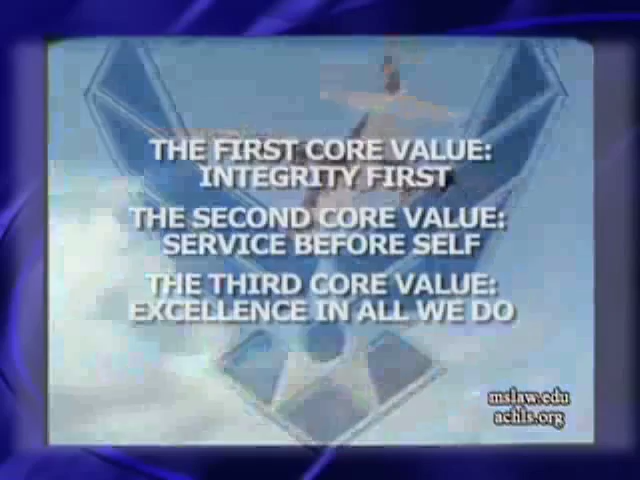 THE FIRST CORE VALUE:
INTEGRITY FIRST
THE SECOND CORE VALUE:
SERVICE BEFORE SELF
THE THIRD CORE VALUE:
EXCELLENCE IN ALL WE DO
mslaw.edu
achls.org